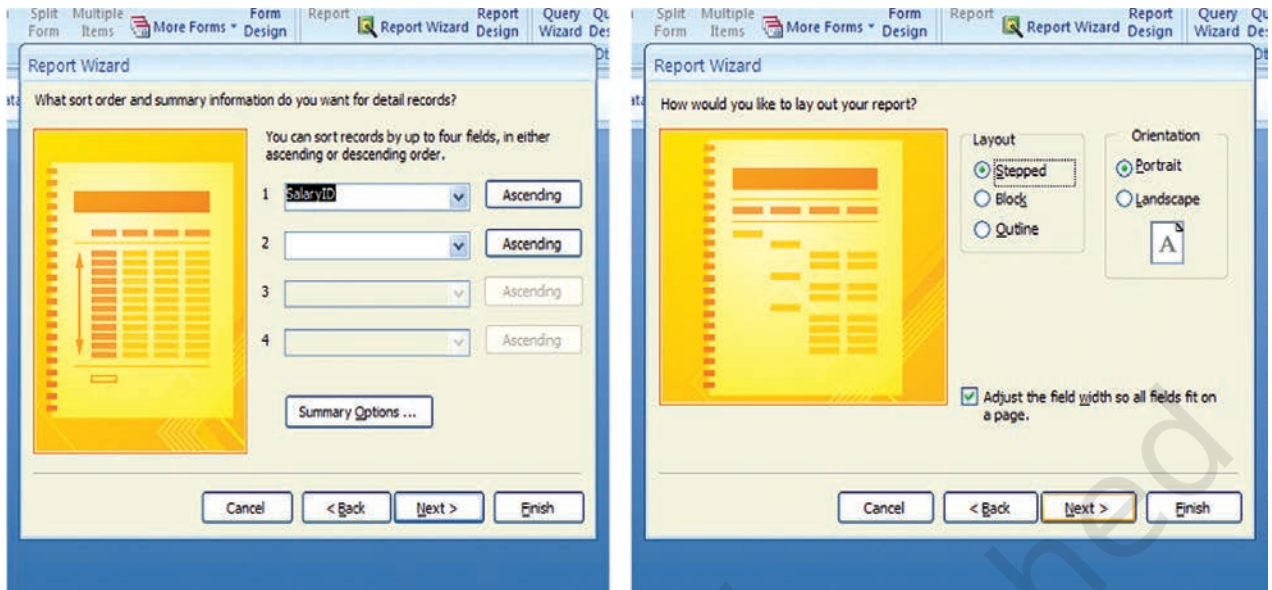 Split Multiple Form Report Report Query
Form Items More Forms Design Report Wizard Design Wizard
Report Wizard
What sort order and summary information do you want for detail records?
You can sort records by up to four fields, in either
ascending or descending order.
1 SalaryID Ascending
2 Ascending
3 Ascending
4 Ascending
Summary Options ...
Cancel < Back Next > Finish
Split Multiple Form Report Report Query
Form Items More Forms Design Report Wizard Design Wizard
Report Wizard
How would you like to lay out your report?
Layout
Stepped
Block
Outline
Orientation
Portrait
Landscape
A
Adjust the field width so all fields fit on
a page.
Cancel < Back Next > Finish
hed